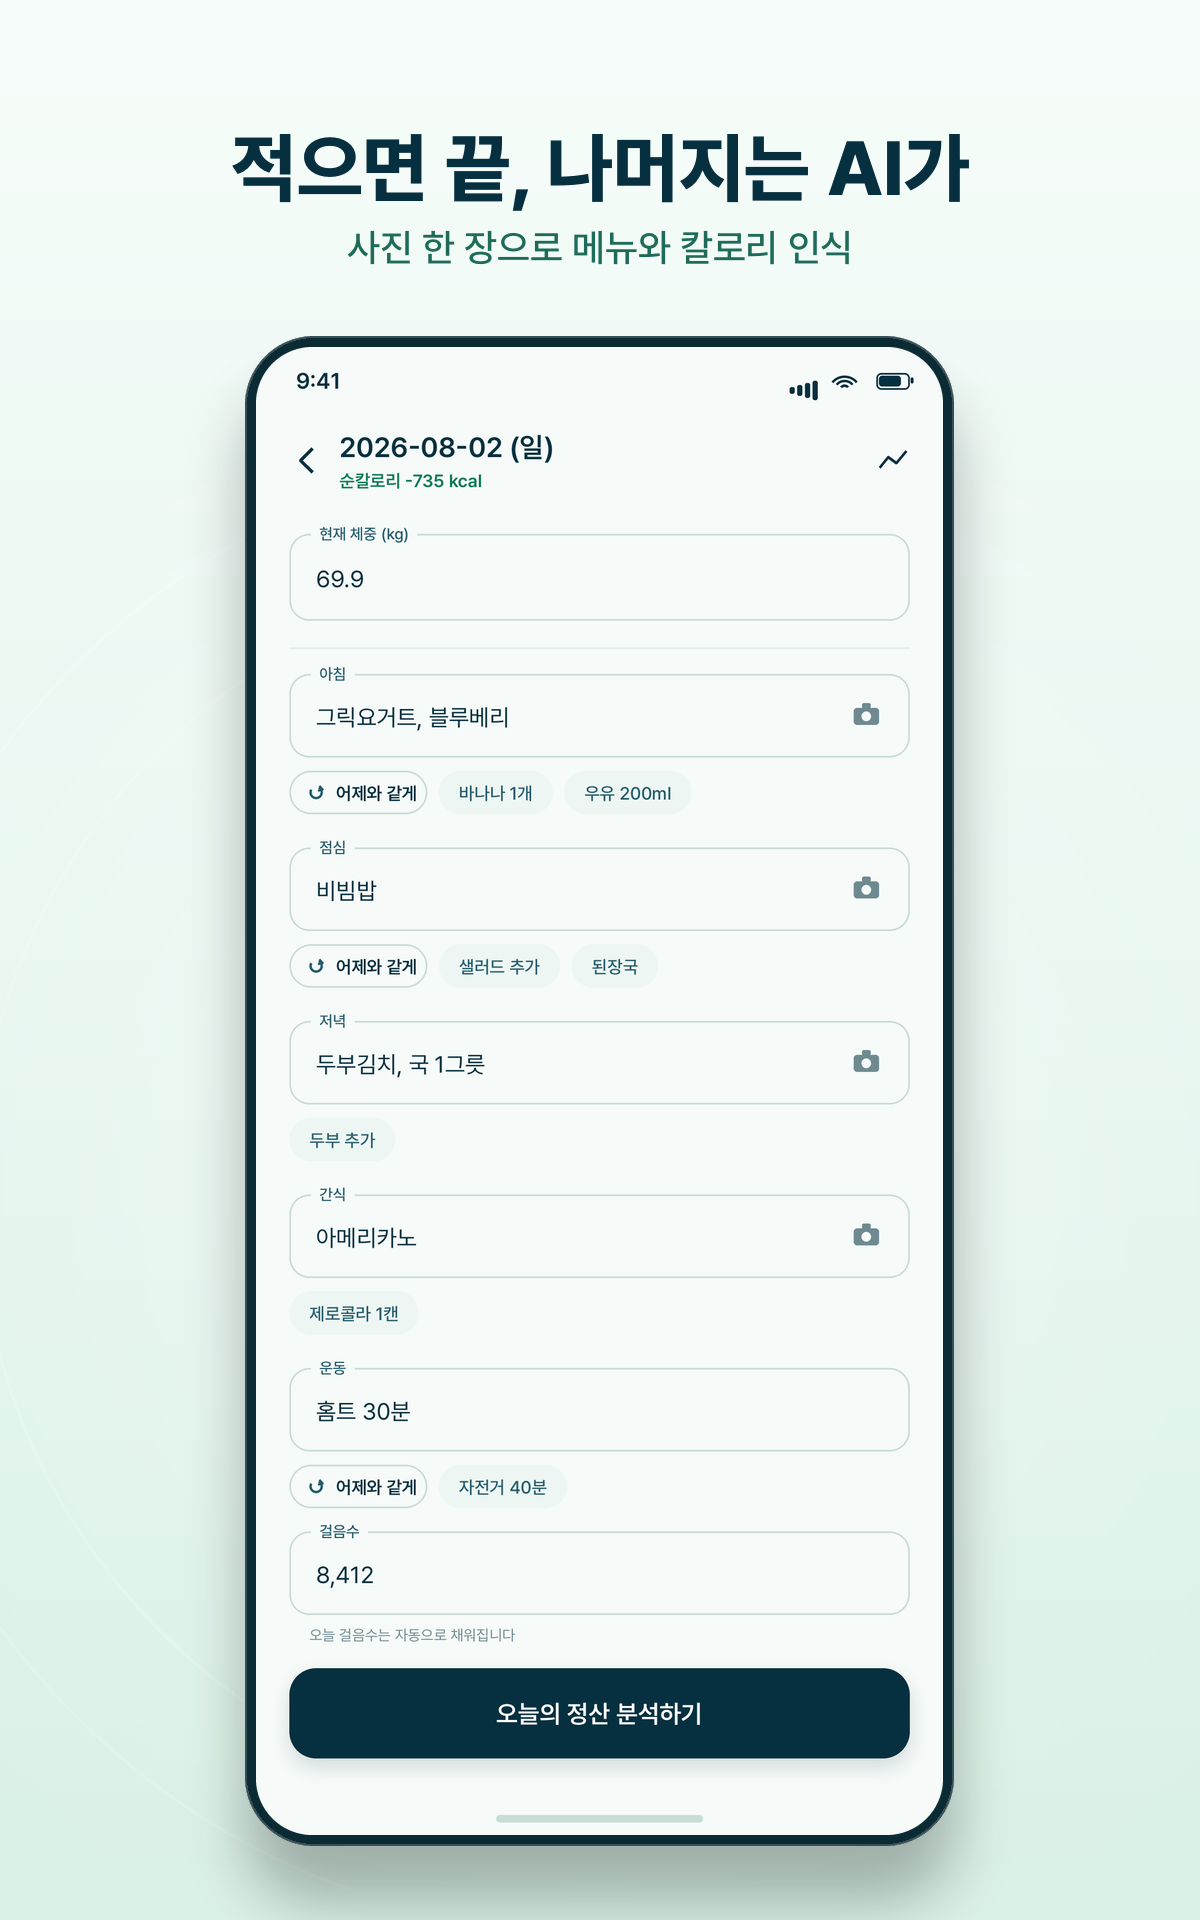 적으면 끝, 나머지는 AI가
사진 한 장으로 메뉴와 칼로리 인식
9:41
2026-08-02 (일)
순칼로리 -735 kcal
현재 체중 (kg)
69.9
아침
그릭요거트, 블루베리
어제와 같게 바나나 1개 우유 200ml
점심
비빔밥
어제와 같게 샐러드 추가 된장국
저녁
두부김치, 국 1그릇
두부 추가
간식
아메리카노
제로콜라 1캔
운동
홈트 30분
어제와 같게 자전거 40분
걸음수
8,412
오늘 걸음수는 자동으로 채워집니다
오늘의 정산 분석하기